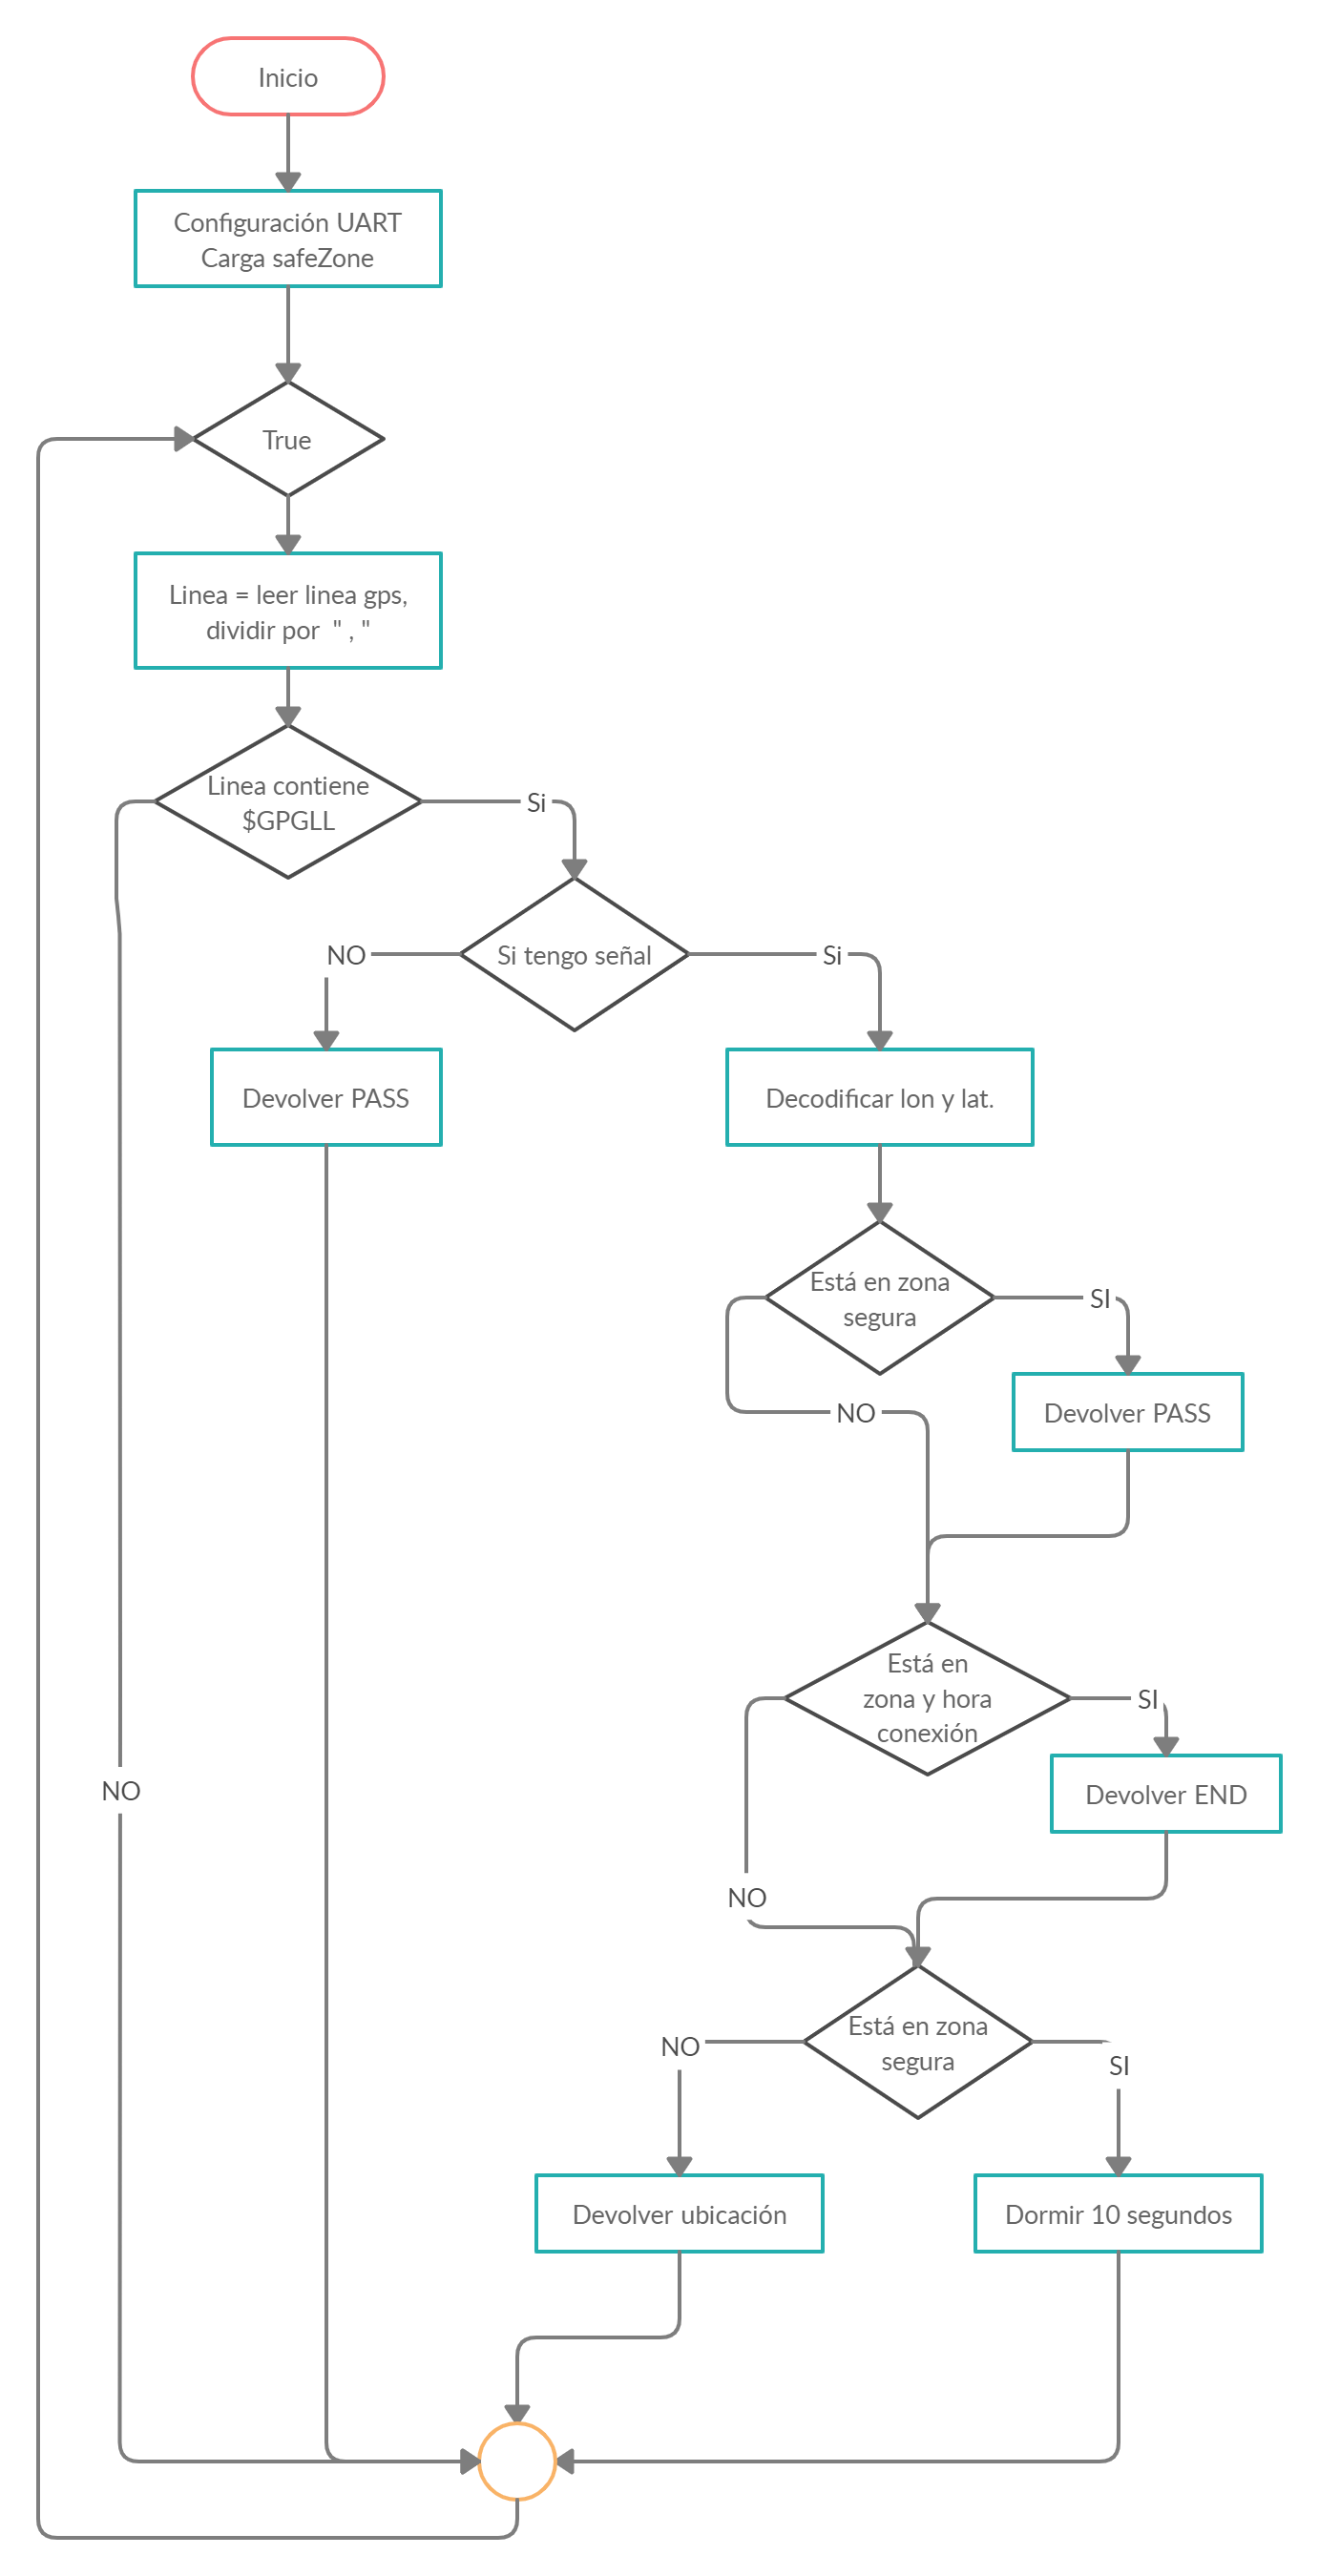 Inicio
Configuración UART
Carga safeZone
True
Linea = leer linea gps,
dividir por " , "
Linea contiene
$GPGLL
Si
Si tengo señal
NO
Si
Devolver PASS
Decodificar lon y lat.
Está en zona
segura
SI
NO
Devolver PASS
Está en
zona y hora
conexión
SI
NO
Devolver END
NO
Está en zona
segura
NO
SI
Devolver ubicación
Dormir 10 segundos